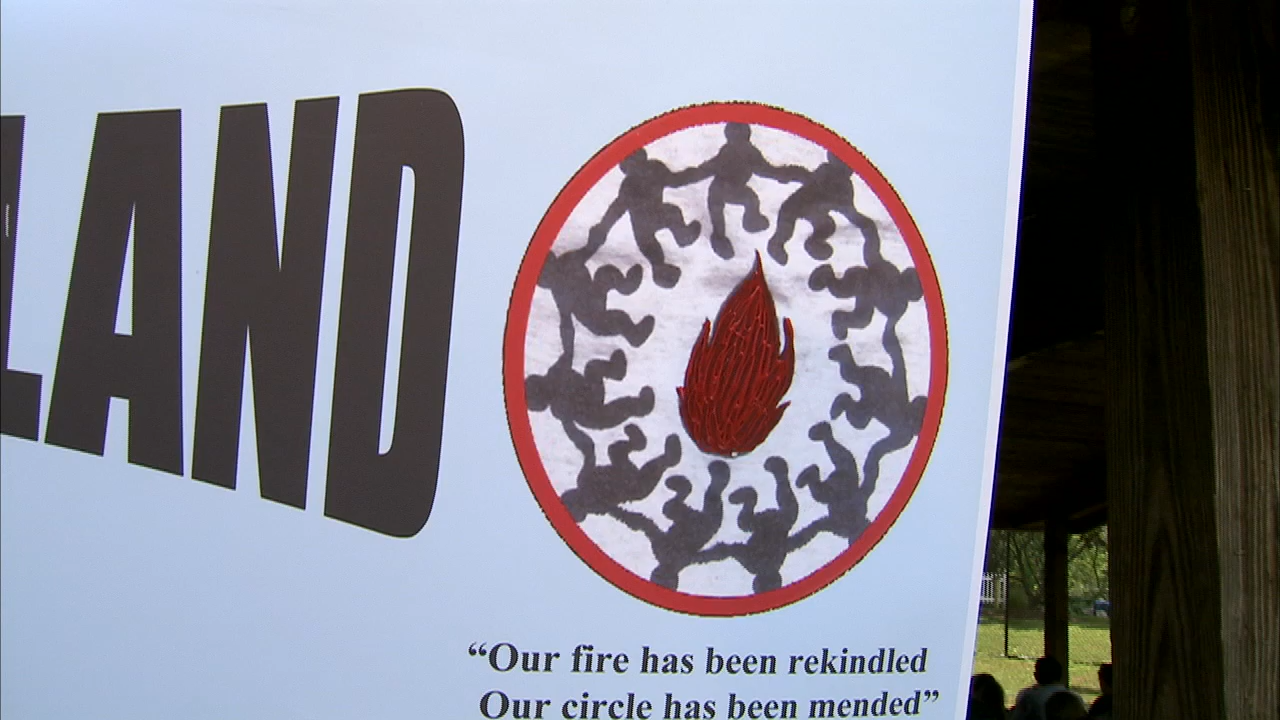 LAND
“Our fire has been rekindled
Our circle has been mended”